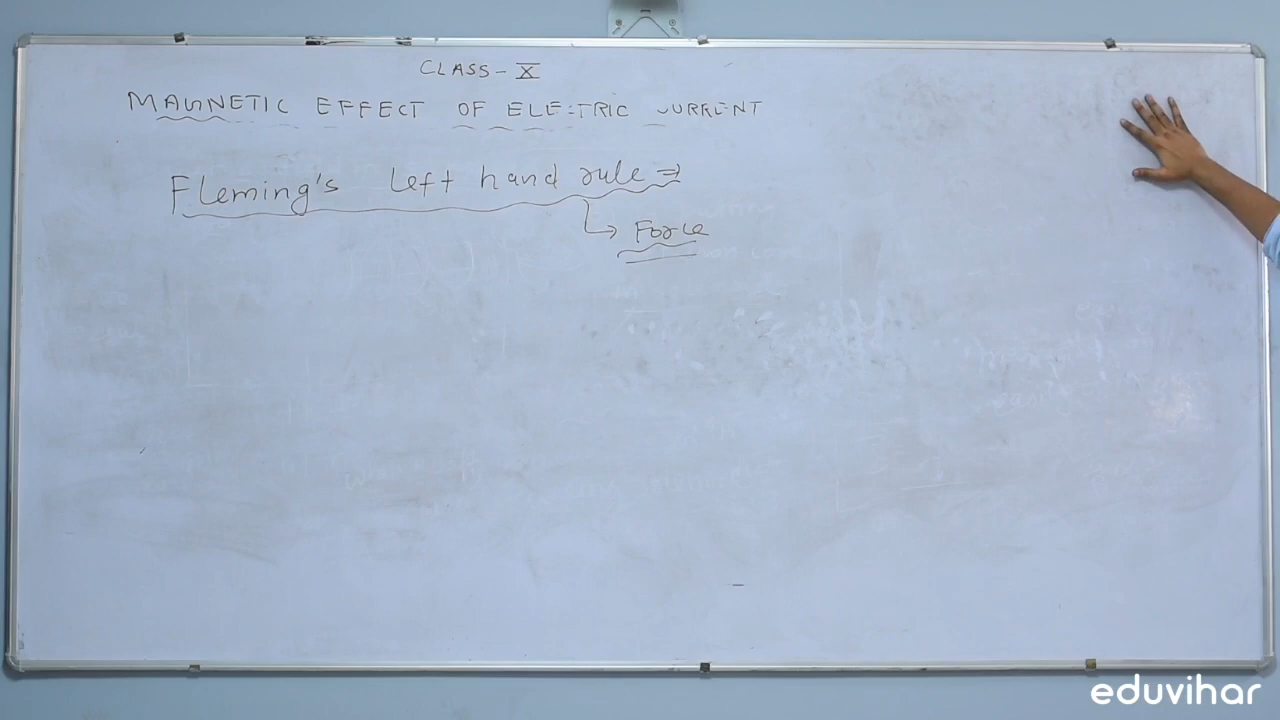 CLASS - X
MAGNETIC EFFECT OF ELECTRIC CURRENT
Fleming's Left hand rule ⇒
↳ Force
eduvihar